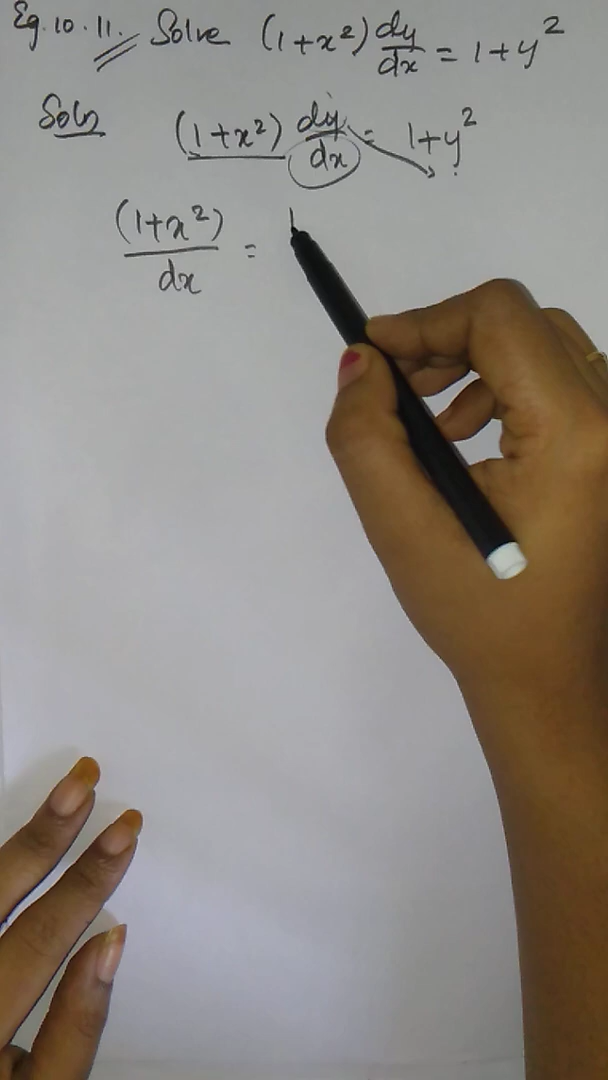 Eg. 10.11. Solve (1+x²) dy/dx = 1+y²
Soln (1+x²) dy/dx = 1+y²
(1+x²)/dx =